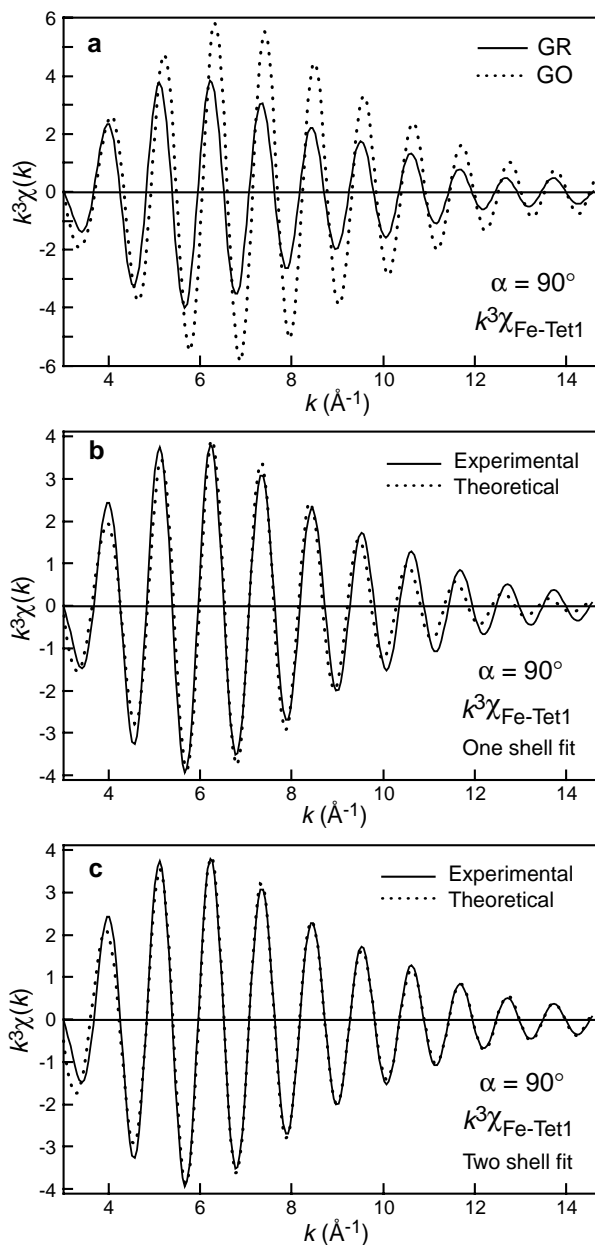 a
GR
GO
6
4
2
0
-2
-4
-6
k³χ(k)
α = 90°
k³χFe-Tet1
4 6 8 10 12 14
k (Å⁻¹)
b
Experimental
Theoretical
4
3
2
1
0
-1
-2
-3
-4
k³χ(k)
α = 90°
k³χFe-Tet1
One shell fit
4 6 8 10 12 14
k (Å⁻¹)
c
Experimental
Theoretical
4
3
2
1
0
-1
-2
-3
-4
k³χ(k)
α = 90°
k³χFe-Tet1
Two shell fit
4 6 8 10 12 14
k (Å⁻¹)